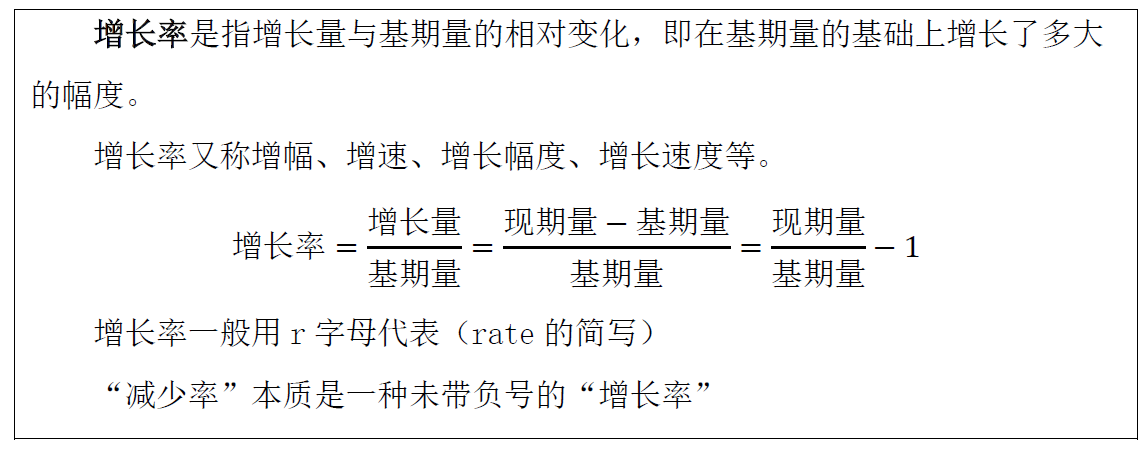 增长率是指增长量与基期量的相对变化，即在基期量的基础上增长了多大
的幅度。
增长率又称增幅、增速、增长幅度、增长速度等。
增长率 = 增长量/基期量 = 现期量 − 基期量/基期量 = 现期量/基期量 − 1
增长率一般用 r 字母代表（rate 的简写）
“减少率”本质是一种未带负号的“增长率”